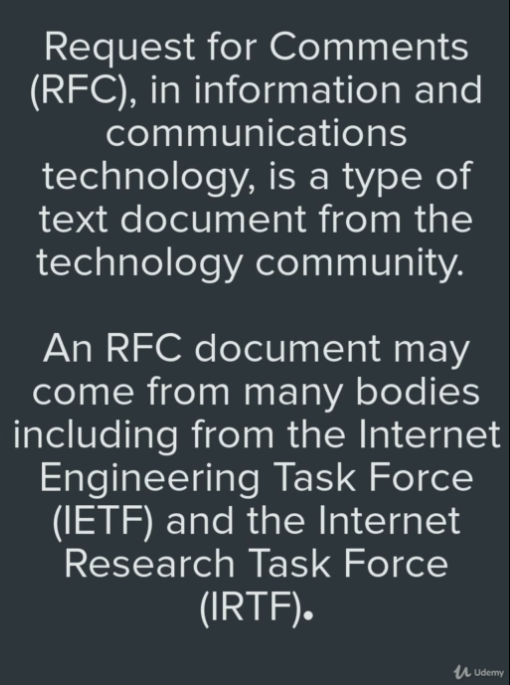 Request for Comments
(RFC), in information and
communications
technology, is a type of
text document from the
technology community.
An RFC document may
come from many bodies
including from the Internet
Engineering Task Force
(IETF) and the Internet
Research Task Force
(IRTF).
Udemy